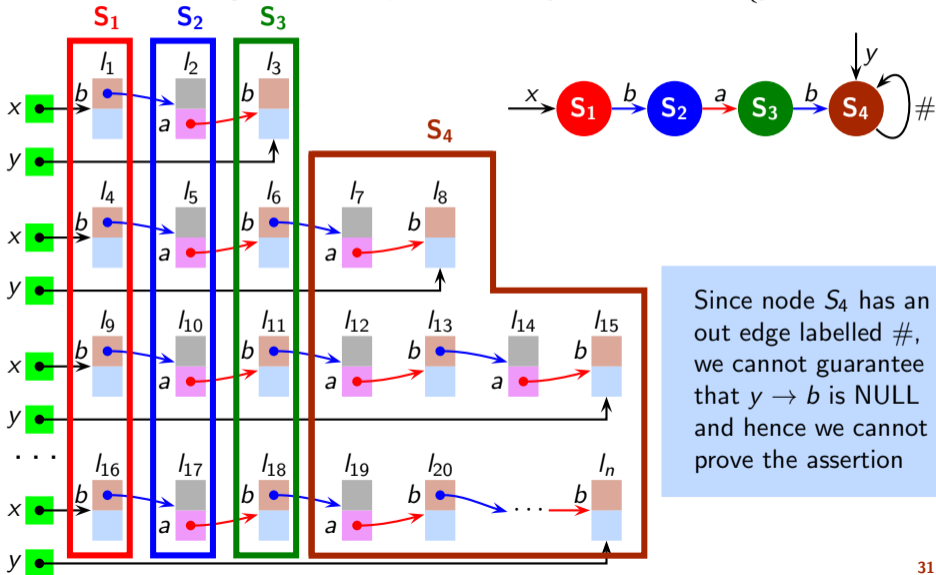 S1 S2 S3
l1 l2 l3
x b b
a
y
S4
x S1 b S2 a S3 b S4 #
y
l4 l5 l6 l7 l8
x b b b
a a
y
l9 l10 l11 l12 l13 l14 l15
x b b b b
a a a
y
. . .
l16 l17 l18 l19 l20 ln
x b b b · · · b
a a
y
Since node S4 has an
out edge labelled #,
we cannot guarantee
that y → b is NULL
and hence we cannot
prove the assertion
31